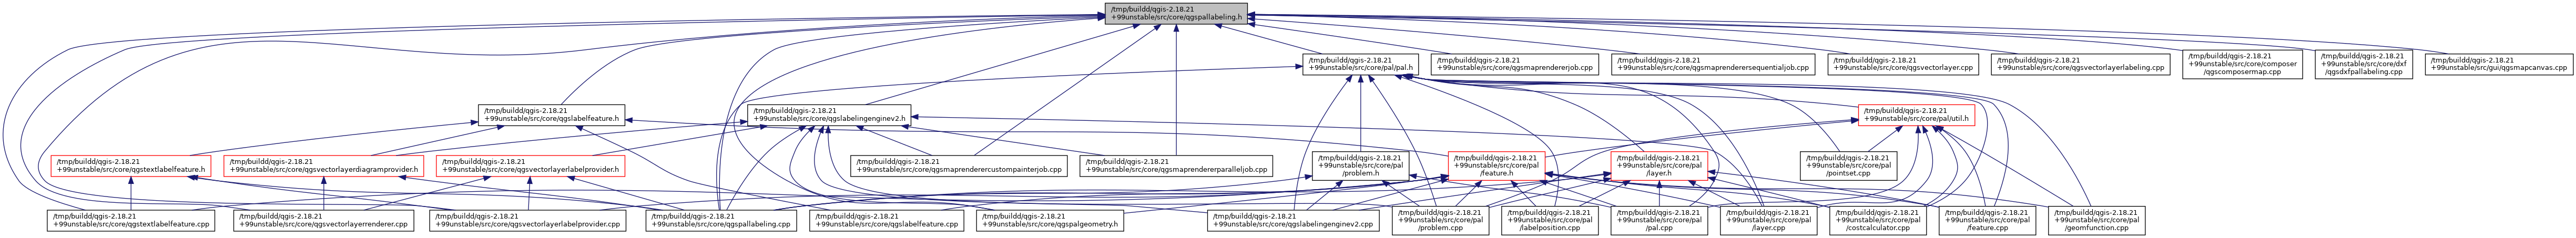 /tmp/buildd/qgis-2.18.21
+99unstable/src/core/qgspallabeling.h
/tmp/buildd/qgis-2.18.21
+99unstable/src/core/pal/pal.h
/tmp/buildd/qgis-2.18.21
+99unstable/src/core/qgsmaprendererjob.cpp
/tmp/buildd/qgis-2.18.21
+99unstable/src/core/qgsmaprenderersequentialjob.cpp
/tmp/buildd/qgis-2.18.21
+99unstable/src/core/qgsvectorlayer.cpp
/tmp/buildd/qgis-2.18.21
+99unstable/src/core/qgsvectorlayerlabeling.cpp
/tmp/buildd/qgis-2.18.21
+99unstable/src/core/composer
/qgscomposermap.cpp
/tmp/buildd/qgis-2.18.21
+99unstable/src/core/dxf
/qgsdxfpallabeling.cpp
/tmp/buildd/qgis-2.18.21
+99unstable/src/gui/qgsmapcanvas.cpp
/tmp/buildd/qgis-2.18.21
+99unstable/src/core/qgslabelfeature.h
/tmp/buildd/qgis-2.18.21
+99unstable/src/core/qgslabelingenginev2.h
/tmp/buildd/qgis-2.18.21
+99unstable/src/core/pal/util.h
/tmp/buildd/qgis-2.18.21
+99unstable/src/core/qgstextlabelfeature.h
/tmp/buildd/qgis-2.18.21
+99unstable/src/core/qgsvectorlayerdiagramprovider.h
/tmp/buildd/qgis-2.18.21
+99unstable/src/core/qgsvectorlayerlabelprovider.h
/tmp/buildd/qgis-2.18.21
+99unstable/src/core/qgsmaprenderercustompainterjob.cpp
/tmp/buildd/qgis-2.18.21
+99unstable/src/core/qgsmaprendererparalleljob.cpp
/tmp/buildd/qgis-2.18.21
+99unstable/src/core/pal
/problem.h
/tmp/buildd/qgis-2.18.21
+99unstable/src/core/pal
/feature.h
/tmp/buildd/qgis-2.18.21
+99unstable/src/core/pal
/layer.h
/tmp/buildd/qgis-2.18.21
+99unstable/src/core/pal
/pointset.cpp
/tmp/buildd/qgis-2.18.21
+99unstable/src/core/qgstextlabelfeature.cpp
/tmp/buildd/qgis-2.18.21
+99unstable/src/core/qgsvectorlayerrenderer.cpp
/tmp/buildd/qgis-2.18.21
+99unstable/src/core/qgsvectorlayerlabelprovider.cpp
/tmp/buildd/qgis-2.18.21
+99unstable/src/core/qgspallabeling.cpp
/tmp/buildd/qgis-2.18.21
+99unstable/src/core/qgslabelfeature.cpp
/tmp/buildd/qgis-2.18.21
+99unstable/src/core/qgspalgeometry.h
/tmp/buildd/qgis-2.18.21
+99unstable/src/core/qgslabelingenginev2.cpp
/tmp/buildd/qgis-2.18.21
+99unstable/src/core/pal
/problem.cpp
/tmp/buildd/qgis-2.18.21
+99unstable/src/core/pal
/labelposition.cpp
/tmp/buildd/qgis-2.18.21
+99unstable/src/core/pal
/pal.cpp
/tmp/buildd/qgis-2.18.21
+99unstable/src/core/pal
/layer.cpp
/tmp/buildd/qgis-2.18.21
+99unstable/src/core/pal
/costcalculator.cpp
/tmp/buildd/qgis-2.18.21
+99unstable/src/core/pal
/feature.cpp
/tmp/buildd/qgis-2.18.21
+99unstable/src/core/pal
/geomfunction.cpp